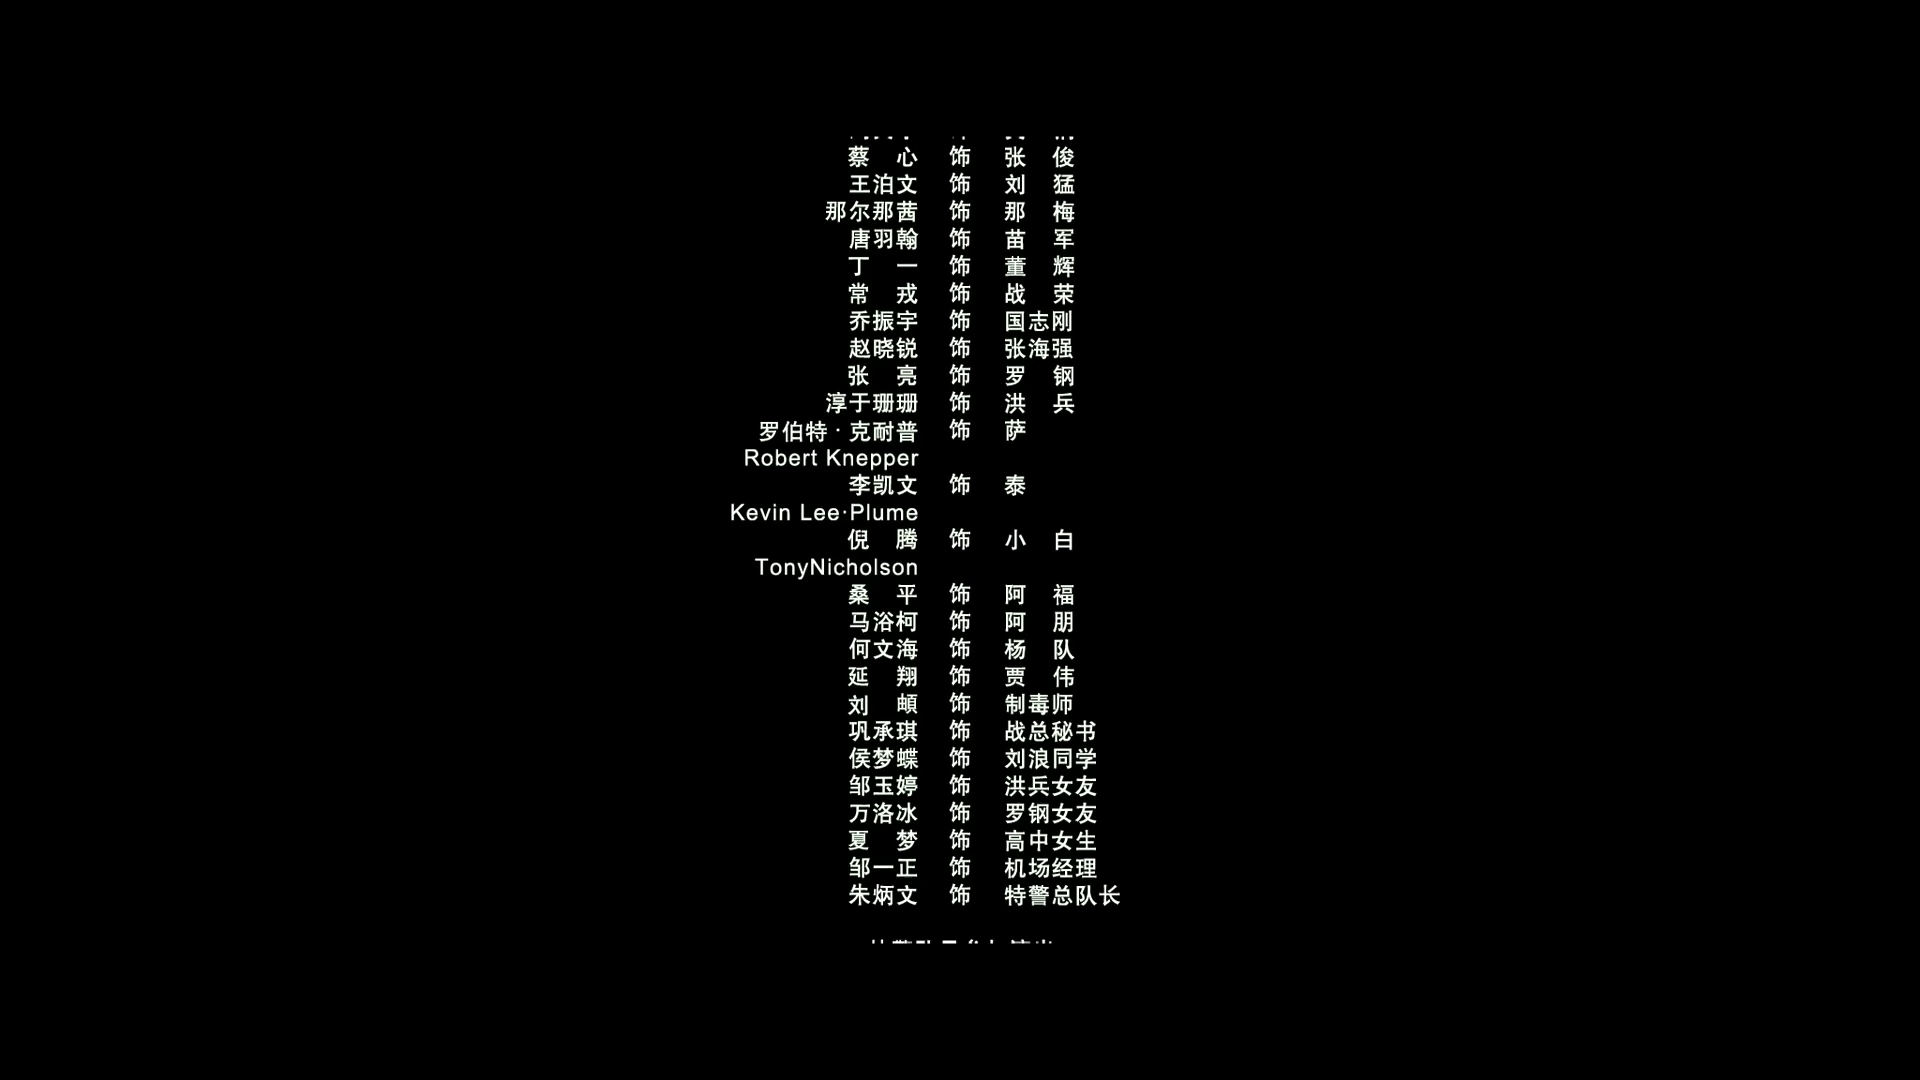 蔡 心 饰 张 俊
王泊文 饰 刘 猛
那尔那茜 饰 那 梅
唐羽翰 饰 苗 军
丁 一 饰 董 辉
常 戎 饰 战 荣
乔振宇 饰 国志刚
赵晓锐 饰 张海强
张 亮 饰 罗 钢
淳于珊珊 饰 洪 兵
罗伯特·克耐普 饰 萨
Robert Knepper
李凯文 饰 泰
Kevin Lee·Plume
倪 腾 饰 小 白
TonyNicholson
桑 平 饰 阿 福
马浴柯 饰 阿 朋
何文海 饰 杨 队
延 翔 饰 贾 伟
刘 頔 饰 制毒师
巩承琪 饰 战总秘书
侯梦蝶 饰 刘浪同学
邹玉婷 饰 洪兵女友
万洛冰 饰 罗钢女友
夏 梦 饰 高中女生
邹一正 饰 机场经理
朱炳文 饰 特警总队长